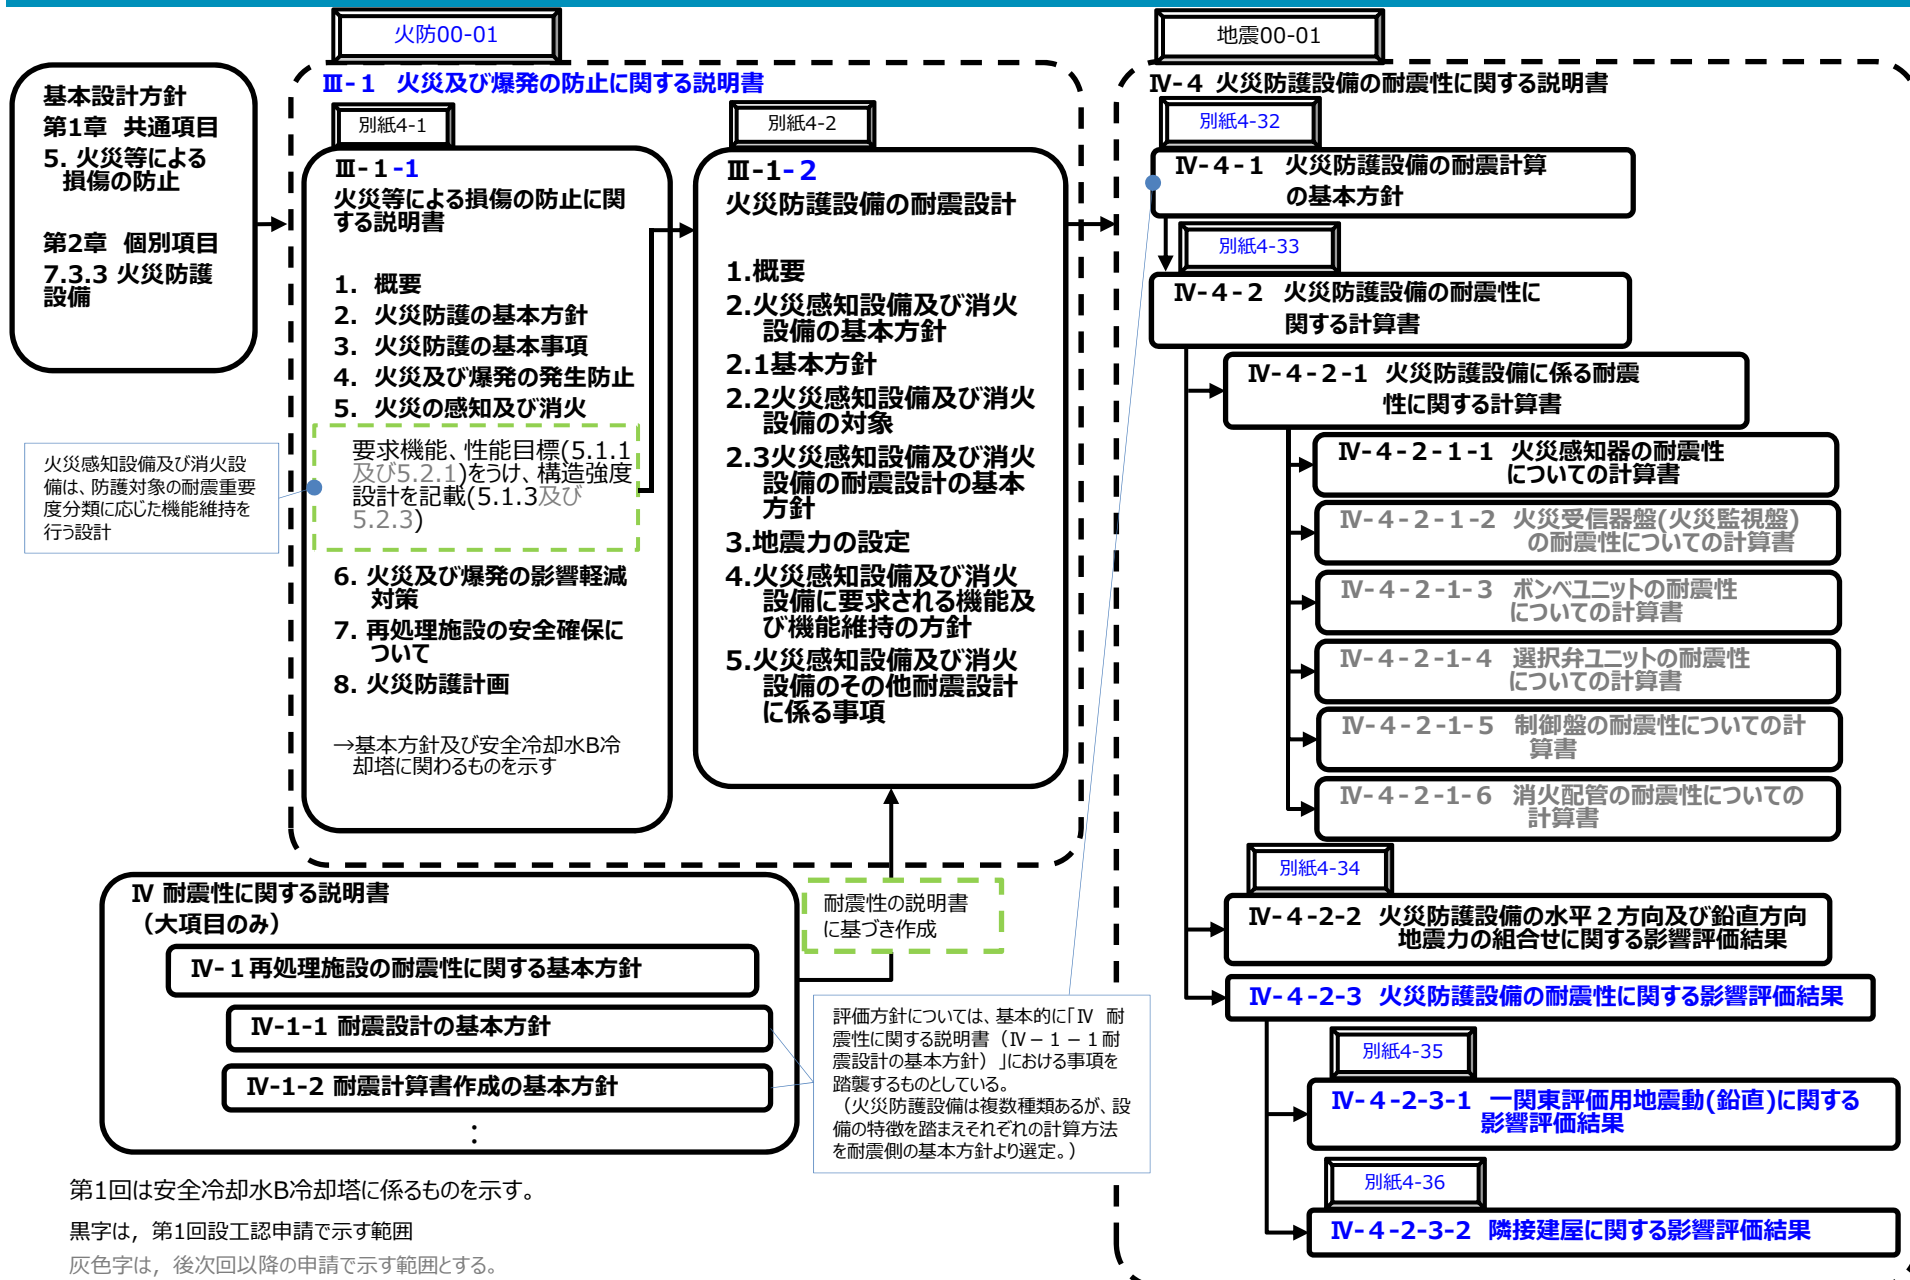 火防00-01
地震00-01
基本設計方針
第1章 共通項目
5. 火災等による
損傷の防止
第2章 個別項目
7.3.3 火災防護
設備
Ⅲ-1 火災及び爆発の防止に関する説明書
別紙4-1
Ⅲ-1-1
火災等による損傷の防止に関
する説明書
1. 概要
2. 火災防護の基本方針
3. 火災防護の基本事項
4. 火災及び爆発の発生防止
5. 火災の感知及び消火
要求機能、性能目標(5.1.1
及び5.2.1)をうけ、構造強度
設計を記載(5.1.3及び
5.2.3)
6. 火災及び爆発の影響軽減
対策
7. 再処理施設の安全確保に
ついて
8. 火災防護計画
→基本方針及び安全冷却水B冷
却塔に関わるものを示す
火災感知設備及び消火設
備は、防護対象の耐震重要
度分類に応じた機能維持を
行う設計
別紙4-2
Ⅲ-1-2
火災防護設備の耐震設計
1.概要
2.火災感知設備及び消火
設備の基本方針
2.1基本方針
2.2火災感知設備及び消火
設備の対象
2.3火災感知設備及び消火
設備の耐震設計の基本
方針
3.地震力の設定
4.火災感知設備及び消火
設備に要求される機能及
び機能維持の方針
5.火災感知設備及び消火
設備のその他耐震設計
に係る事項
Ⅳ 耐震性に関する説明書
（大項目のみ）
Ⅳ-１再処理施設の耐震性に関する基本方針
Ⅳ-1-1 耐震設計の基本方針
Ⅳ-1-2 耐震計算書作成の基本方針
：
耐震性の説明書
に基づき作成
評価方針については、基本的に「Ⅳ 耐
震性に関する説明書（Ⅳ－１－１耐
震設計の基本方針）」における事項を
踏襲するものとしている。
（火災防護設備は複数種類あるが、設
備の特徴を踏まえそれぞれの計算方法
を耐震側の基本方針より選定。）
Ⅳ-4 火災防護設備の耐震性に関する説明書
別紙4-32
Ⅳ-4-1 火災防護設備の耐震計算
の基本方針
別紙4-33
Ⅳ-4-2 火災防護設備の耐震性に
関する計算書
Ⅳ-4-2-1 火災防護設備に係る耐震
性に関する計算書
Ⅳ-4-2-1-1 火災感知器の耐震性
についての計算書
Ⅳ-4-2-1-2 火災受信器盤(火災監視盤)
の耐震性についての計算書
Ⅳ-4-2-1-3 ボンベユニットの耐震性
についての計算書
Ⅳ-4-2-1-4 選択弁ユニットの耐震性
についての計算書
Ⅳ-4-2-1-5 制御盤の耐震性についての計
算書
Ⅳ-4-2-1-6 消火配管の耐震性についての
計算書
別紙4-34
Ⅳ-4-2-2 火災防護設備の水平２方向及び鉛直方向
地震力の組合せに関する影響評価結果
Ⅳ-4-2-3 火災防護設備の耐震性に関する影響評価結果
別紙4-35
Ⅳ-4-2-3-1 一関東評価用地震動(鉛直)に関する
影響評価結果
別紙4-36
Ⅳ-4-2-3-2 隣接建屋に関する影響評価結果
第1回は安全冷却水B冷却塔に係るものを示す。
黒字は，第1回設工認申請で示す範囲
灰色字は，後次回以降の申請で示す範囲とする。